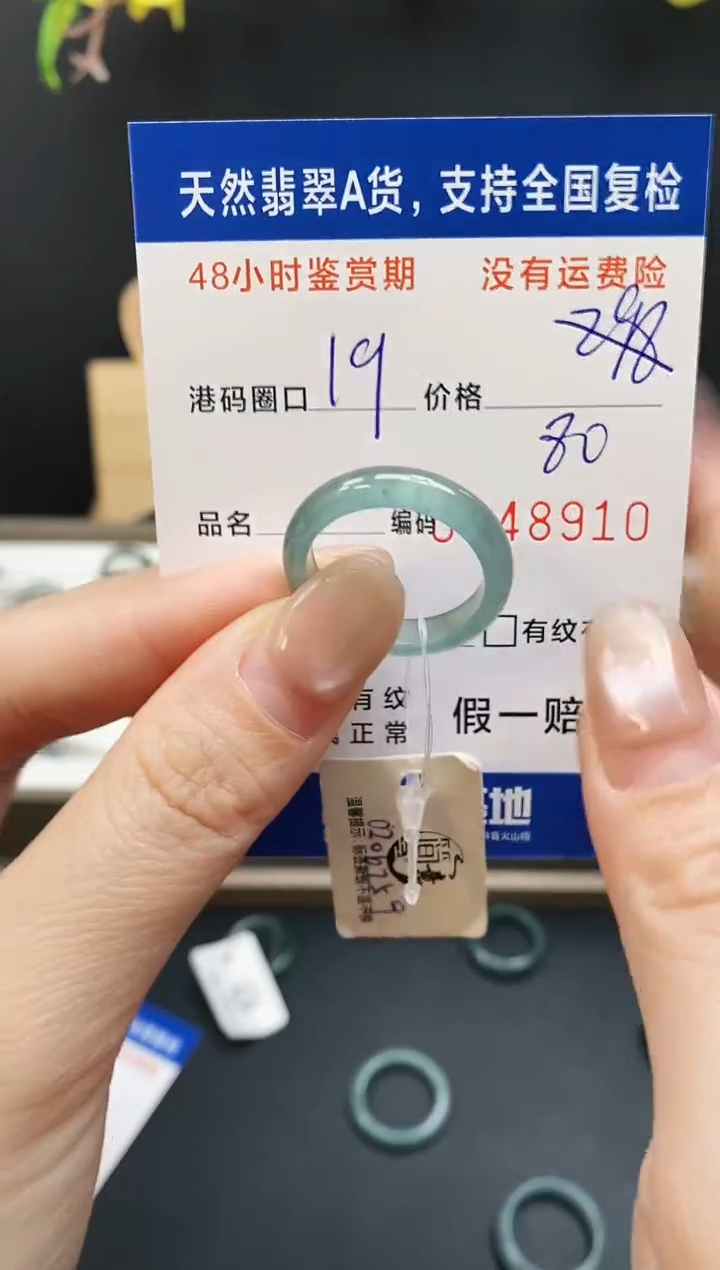 天然翡翠A货，支持全国复检
48小时鉴赏期 没有运费险
298
港码圈口 19 价格
80
品名 编码 48910
有纹
有纹
正常
假一赔
地